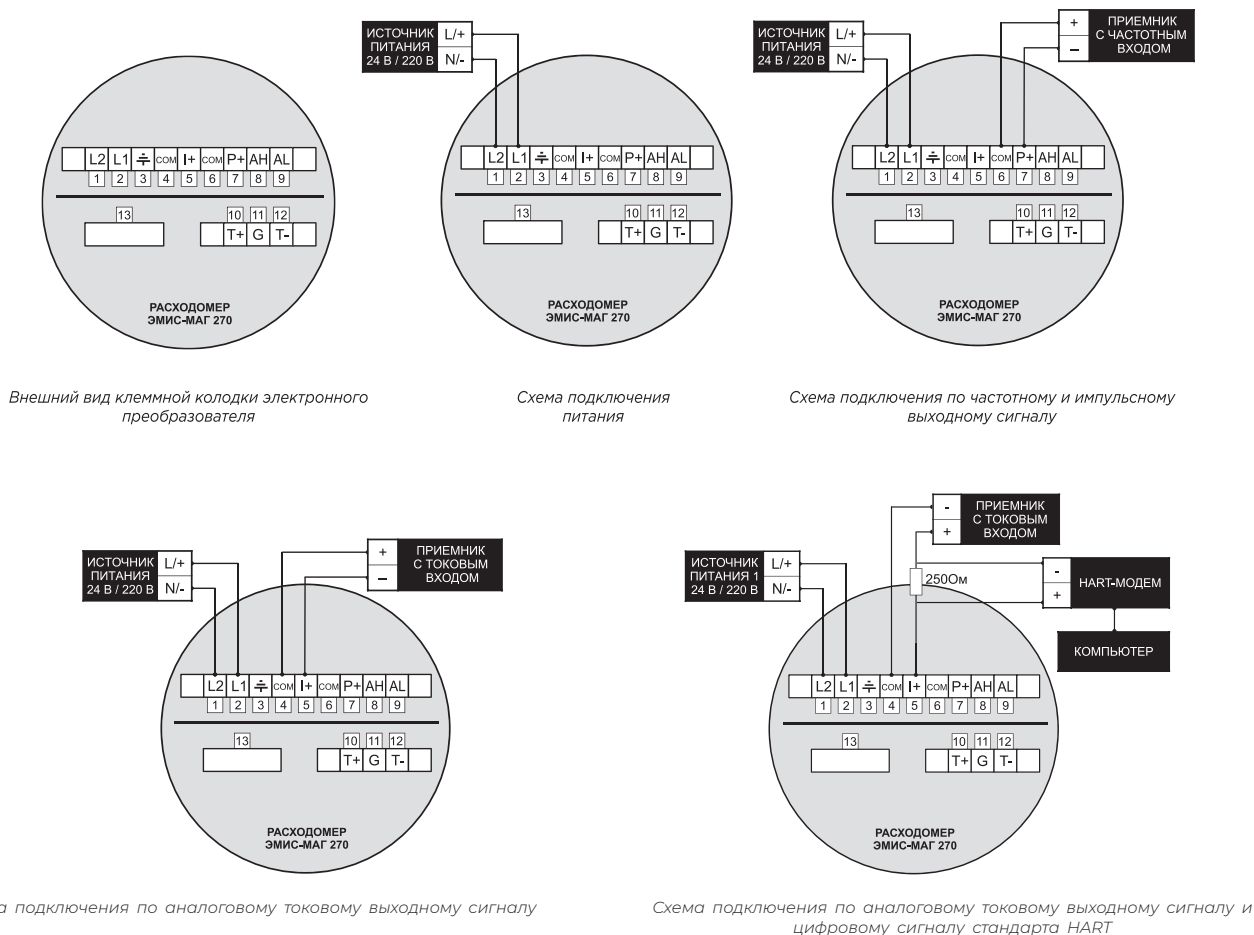 ИСТОЧНИК
ПИТАНИЯ
24 В / 220 В
L/+
N/-
ИСТОЧНИК
ПИТАНИЯ
24 В / 220 В
L/+
N/-
+
–
ПРИЕМНИК
С ЧАСТОТНЫМ
ВХОДОМ
L2 L1 COM I+ COM P+ AH AL
1 2 3 4 5 6 7 8 9
13
10 11 12
T+ G T-
РАСХОДОМЕР
ЭМИС-МАГ 270
L2 L1 COM I+ COM P+ AH AL
1 2 3 4 5 6 7 8 9
13
10 11 12
T+ G T-
РАСХОДОМЕР
ЭМИС-МАГ 270
L2 L1 COM I+ COM P+ AH AL
1 2 3 4 5 6 7 8 9
13
10 11 12
T+ G T-
РАСХОДОМЕР
ЭМИС-МАГ 270
Внешний вид клеммной колодки электронного
преобразователя
Схема подключения
питания
Схема подключения по частотному и импульсному
выходному сигналу
ИСТОЧНИК
ПИТАНИЯ
24 В / 220 В
L/+
N/-
+
–
ПРИЕМНИК
С ТОКОВЫМ
ВХОДОМ
L2 L1 COM I+ COM P+ AH AL
1 2 3 4 5 6 7 8 9
13
10 11 12
T+ G T-
РАСХОДОМЕР
ЭМИС-МАГ 270
-
+
ПРИЕМНИК
С ТОКОВЫМ
ВХОДОМ
ИСТОЧНИК
ПИТАНИЯ 1
24 В / 220 В
L/+
N/-
250Ом
-
+
HART-МОДЕМ
КОМПЬЮТЕР
L2 L1 COM I+ COM P+ AH AL
1 2 3 4 5 6 7 8 9
13
10 11 12
T+ G T-
РАСХОДОМЕР
ЭМИС-МАГ 270
а подключения по аналоговому токовому выходному сигналу
Схема подключения по аналоговому токовому выходному сигналу и
цифровому сигналу стандарта HART